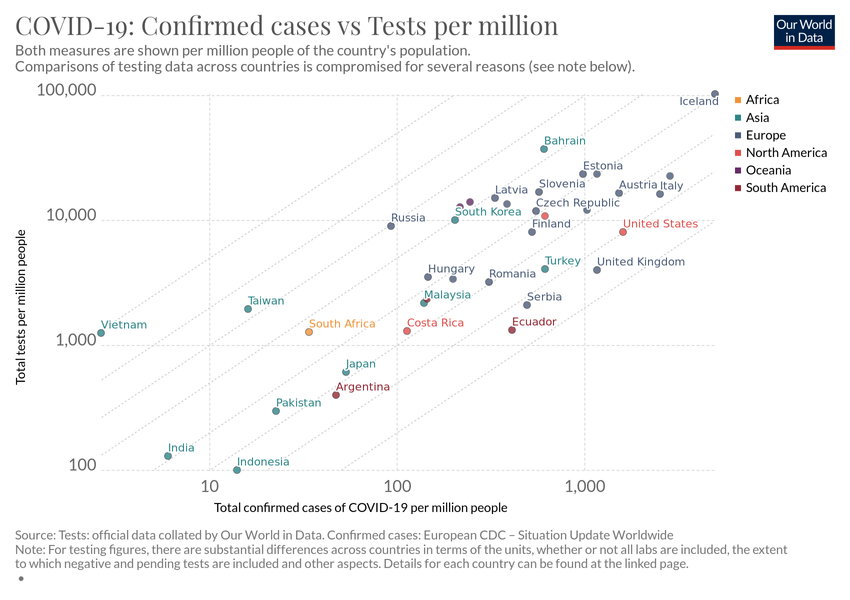 COVID-19: Confirmed cases vs Tests per million
Both measures are shown per million people of the country's population.
Comparisons of testing data across countries is compromised for several reasons (see note below).
Our World
in Data
100,000
Iceland
Africa
Asia
Europe
North America
Oceania
South America
Bahrain
Estonia
Slovenia
Austria
Italy
Latvia
Czech Republic
10,000
Russia
South Korea
Finland
United States
Turkey
United Kingdom
Hungary
Romania
Malaysia
Serbia
Taiwan
Vietnam
South Africa
Costa Rica
Ecuador
1,000
Japan
Argentina
Pakistan
India
Indonesia
100
Total tests per million people
10
100
1,000
Total confirmed cases of COVID-19 per million people
Source: Tests: official data collated by Our World in Data. Confirmed cases: European CDC – Situation Update Worldwide
Note: For testing figures, there are substantial differences across countries in terms of the units, whether or not all labs are included, the extent
to which negative and pending tests are included and other aspects. Details for each country can be found at the linked page.